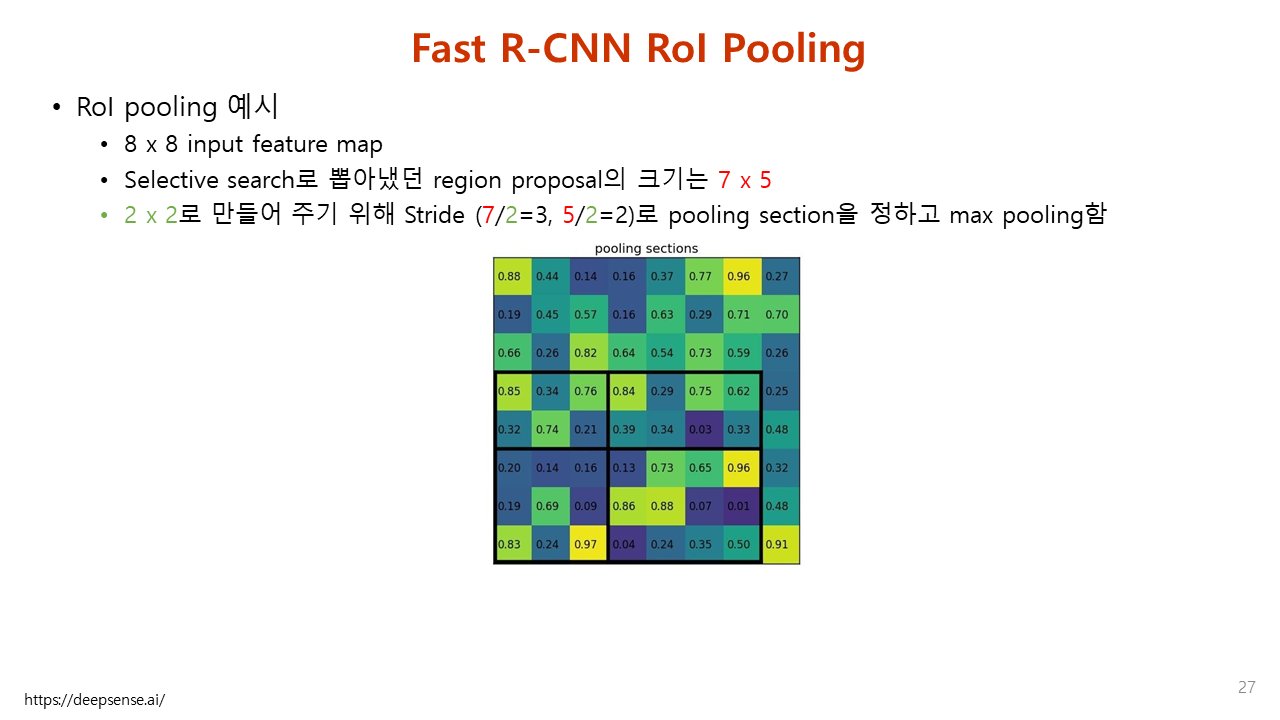 Fast R-CNN RoI Pooling
• RoI pooling 예시
• 8 x 8 input feature map
• Selective search로 뽑아냈던 region proposal의 크기는 7 x 5
• 2 x 2로 만들어 주기 위해 Stride (7/2=3, 5/2=2)로 pooling section을 정하고 max pooling함
pooling sections
0.88 0.44 0.14 0.16 0.37 0.77 0.96 0.27
0.19 0.45 0.57 0.16 0.63 0.29 0.71 0.70
0.66 0.26 0.82 0.64 0.54 0.73 0.59 0.26
0.85 0.34 0.76 0.84 0.29 0.75 0.62 0.25
0.32 0.74 0.21 0.39 0.34 0.03 0.33 0.48
0.20 0.14 0.16 0.13 0.73 0.65 0.96 0.32
0.19 0.69 0.09 0.86 0.88 0.07 0.01 0.48
0.83 0.24 0.97 0.04 0.24 0.35 0.50 0.91
https://deepsense.ai/
27